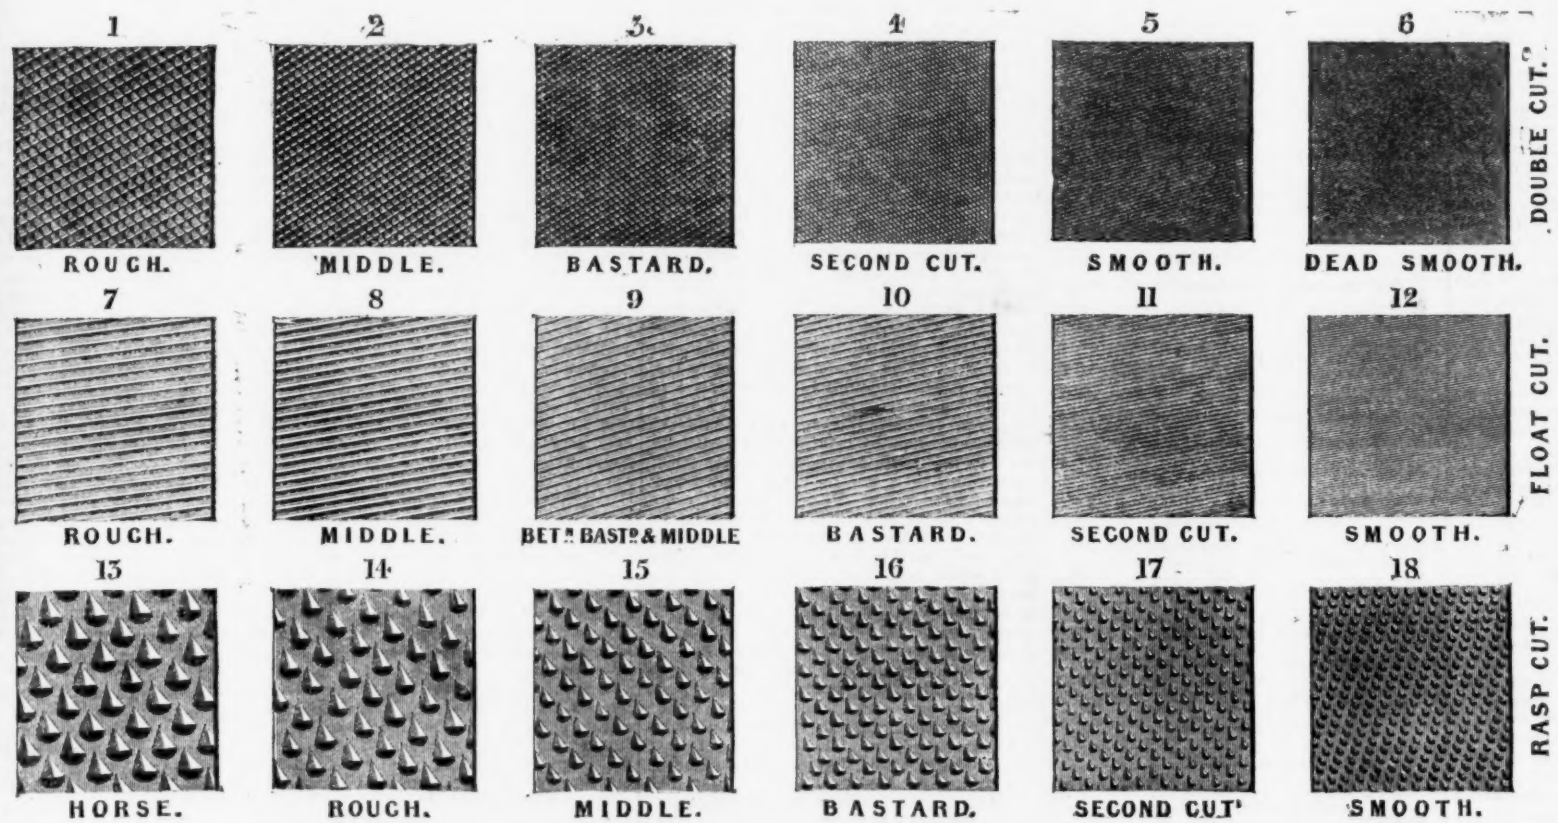 1 2 3. 4 5 6
DOUBLE CUT.
ROUGH. MIDDLE. BASTARD. SECOND CUT. SMOOTH. DEAD SMOOTH.
7 8 9 10 11 12
FLOAT CUT.
ROUGH. MIDDLE. BETN. BASTD. & MIDDLE BASTARD. SECOND CUT. SMOOTH.
13 14 15 16 17 18
RASP CUT.
HORSE. ROUGH. MIDDLE. BASTARD. SECOND CUT. SMOOTH.